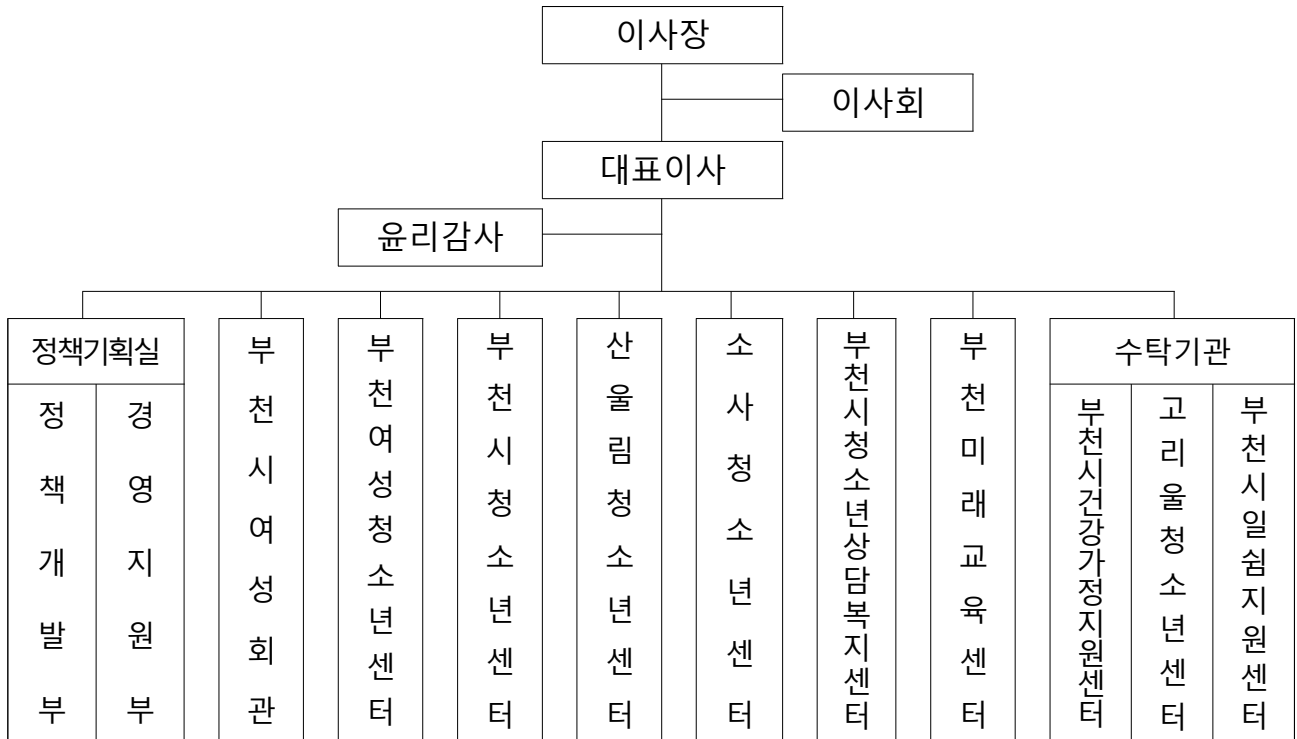 이사장
이사회
대표이사
윤리감사
정책기획실
정책개발부
경영지원부
부천시여성회관
부천여성청소년센터
부천시청소년센터
산울림청소년센터
소사청소년센터
부천시청소년상담복지센터
부천미래교육센터
수탁기관
부천시건강가정지원센터
고리울청소년센터
부천시일쉼지원센터